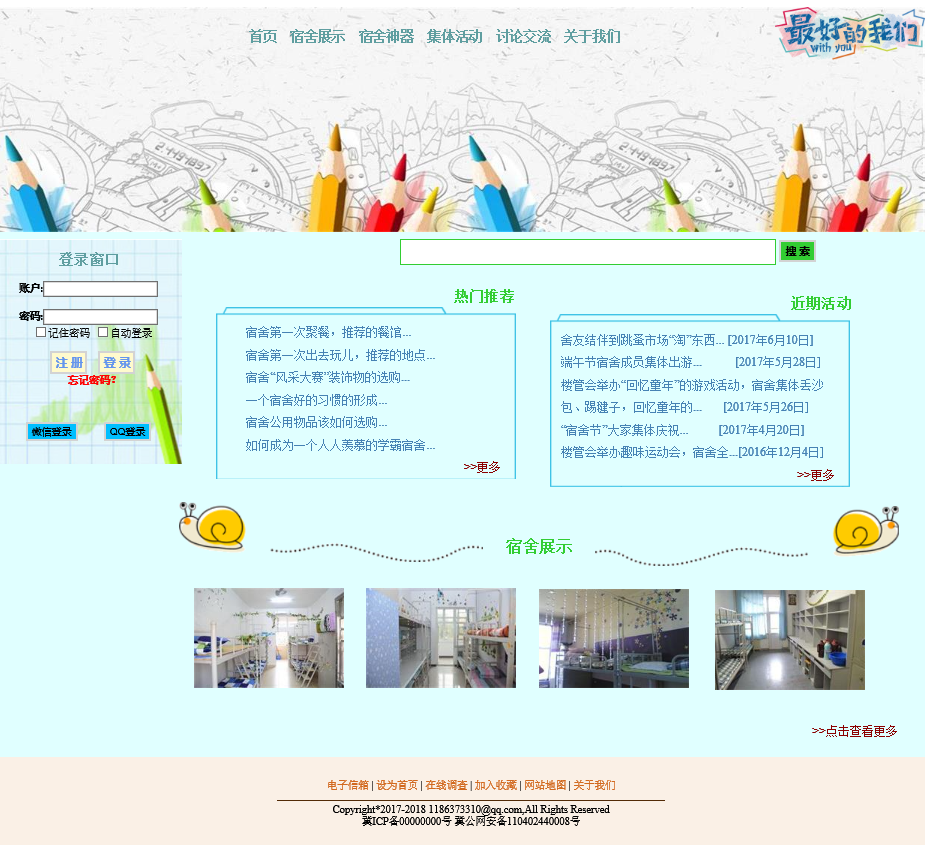 首页 宿舍展示 宿舍神器 集体活动 讨论交流 关于我们
最好的我们
with you
24491897
24491897
登录窗口
搜 索
账户:
密码:
记住密码 自动登录
注 册 登 录
忘记密码?
微信登录 QQ登录
热门推荐
宿舍第一次聚餐，推荐的餐馆...
宿舍第一次出去玩儿，推荐的地点...
宿舍“风采大赛”装饰物的选购...
一个宿舍好的习惯的形成...
宿舍公用物品该如何选购...
如何成为一个人人羡慕的学霸宿舍...
>>更多
近期活动
舍友结伴到跳蚤市场“淘”东西... [2017年6月10日]
端午节宿舍成员集体出游... [2017年5月28日]
楼管会举办“回忆童年”的游戏活动，宿舍集体丢沙
包、踢毽子，回忆童年的... [2017年5月26日]
“宿舍节”大家集体庆祝... [2017年4月20日]
楼管会举办趣味运动会，宿舍全...[2016年12月4日]
>>更多
宿舍展示
>>点击查看更多
电子信箱 | 设为首页 | 在线调查 | 加入收藏 | 网站地图 | 关于我们
Copyright*2017-2018 1186373310@qq.com,All Rights Reserved
冀ICP备00000000号 冀公网安备110402440008号